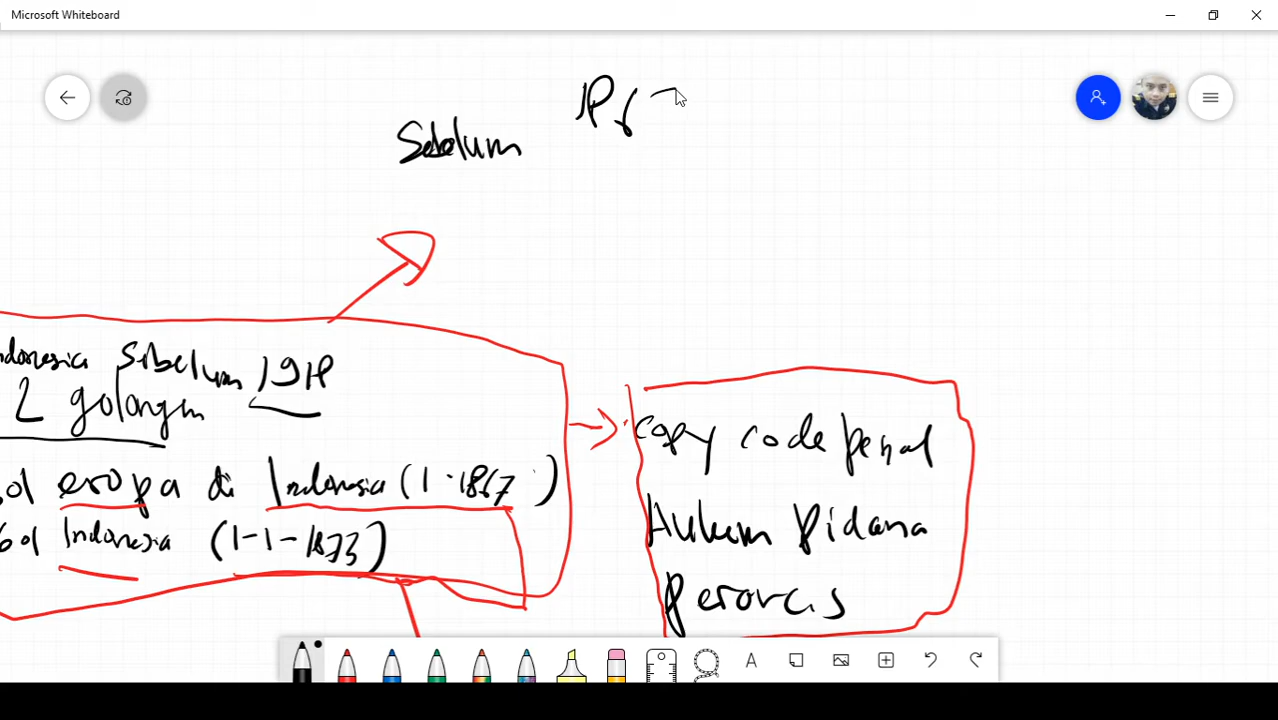 Microsoft Whiteboard
Sebelum
ndonesia Sebelum 1918
2 golongan
ol eropa di Indonesia (1-1867)
Gol Indonesia (1-1-1873)
copy code penal
Hukum pidana
perancis
A